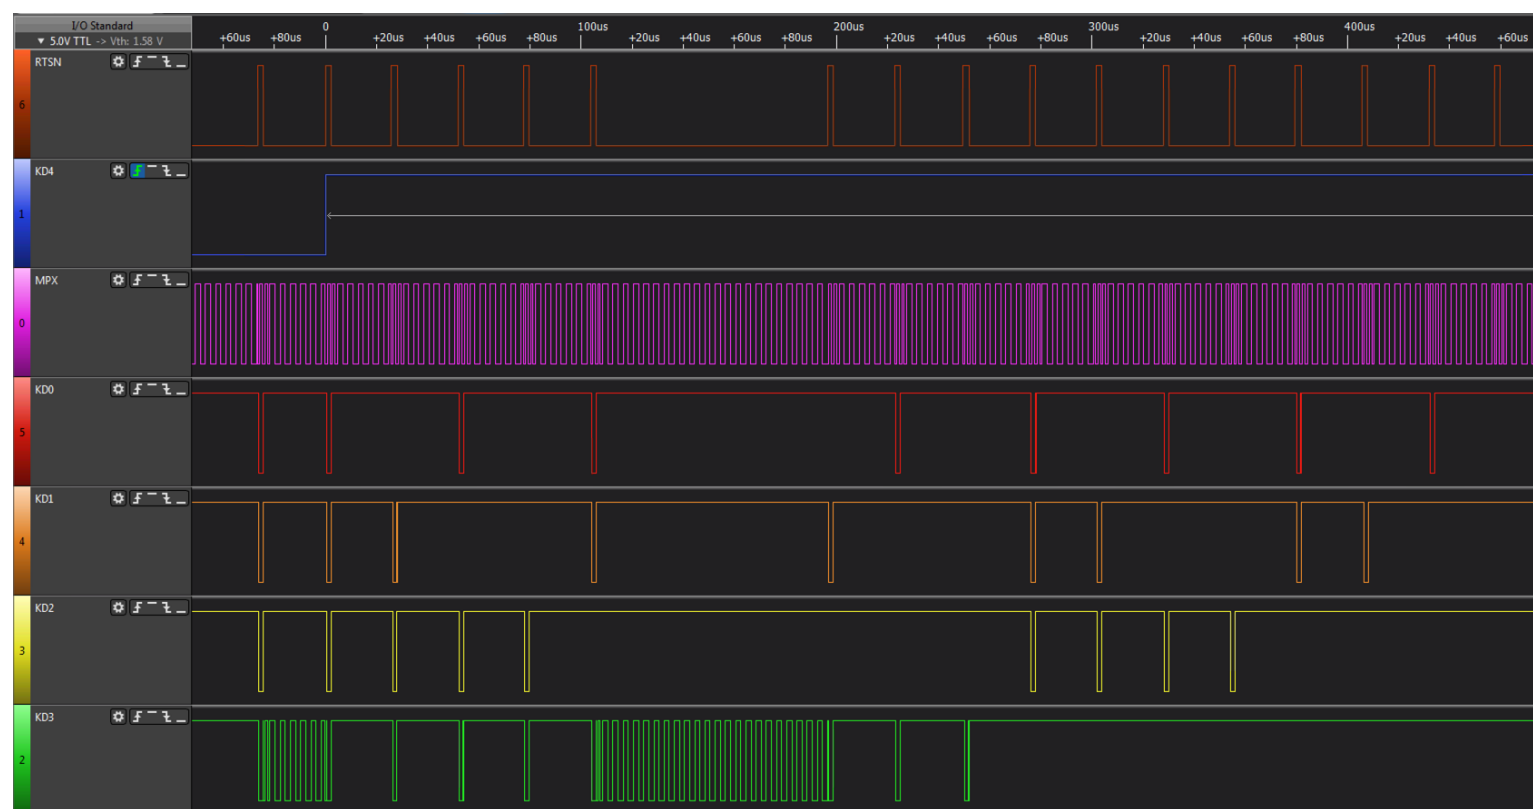 I/O Standard
▼ 5.0V TTL -> Vth: 1.58 V
0 100us 200us 300us 400us
+60us +80us +20us +40us +60us +80us +20us +40us +60us +80us +20us +40us +60us +80us +20us +40us +60us +80us +20us +40us +60us
RTSN
6
KD4
1
MPX
0
KD0
5
KD1
4
KD2
3
KD3
2